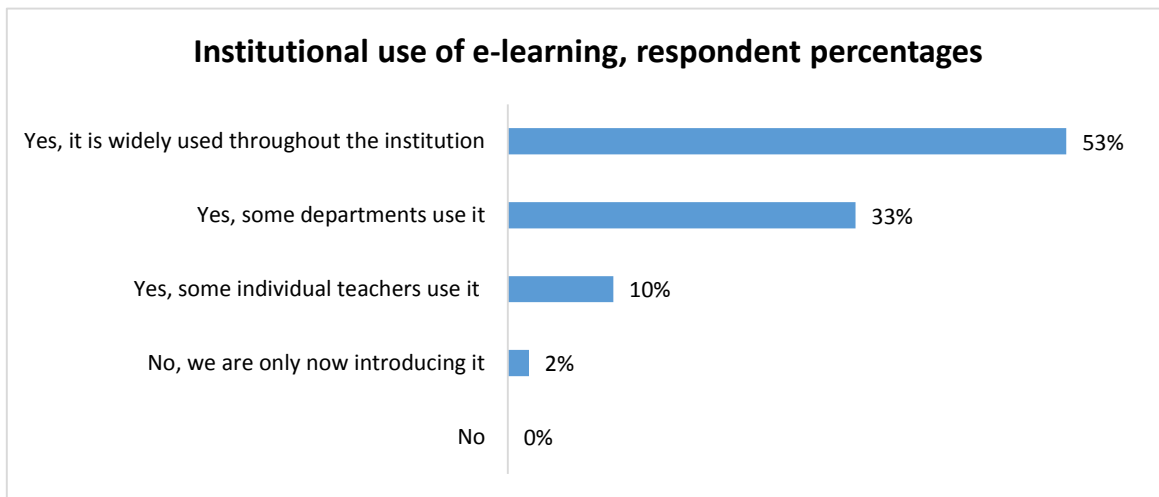 Institutional use of e-learning, respondent percentages
Yes, it is widely used throughout the institution 53%
Yes, some departments use it 33%
Yes, some individual teachers use it 10%
No, we are only now introducing it 2%
No 0%